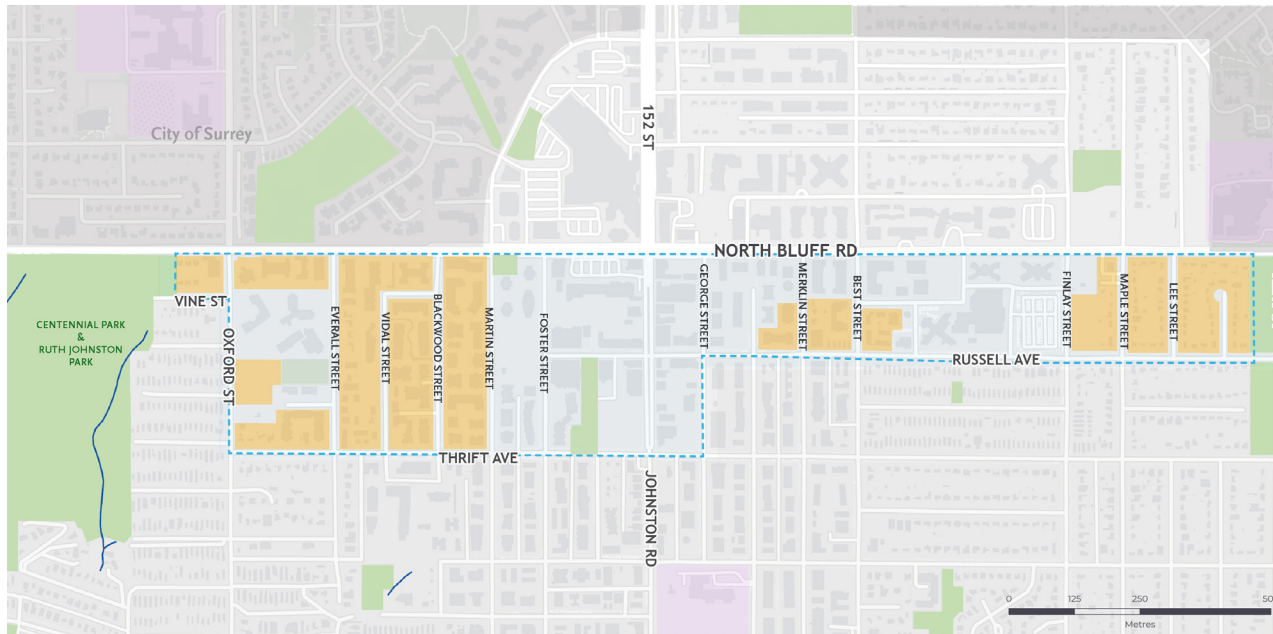 City of Surrey
152 ST
NORTH BLUFF RD
VINE ST
CENTENNIAL PARK
&
RUTH JOHNSTON
PARK
OXFORD ST
EVERALL STREET
VIDAL STREET
BLACKWOOD STREET
MARTIN STREET
FOSTER STREET
GEORGE STREET
MERKLIN STREET
BEST STREET
FINLAY STREET
MAPLE STREET
LEE STREET
RUSSELL AVE
THRIFT AVE
JOHNSTON RD
0 125 250 50
Metres